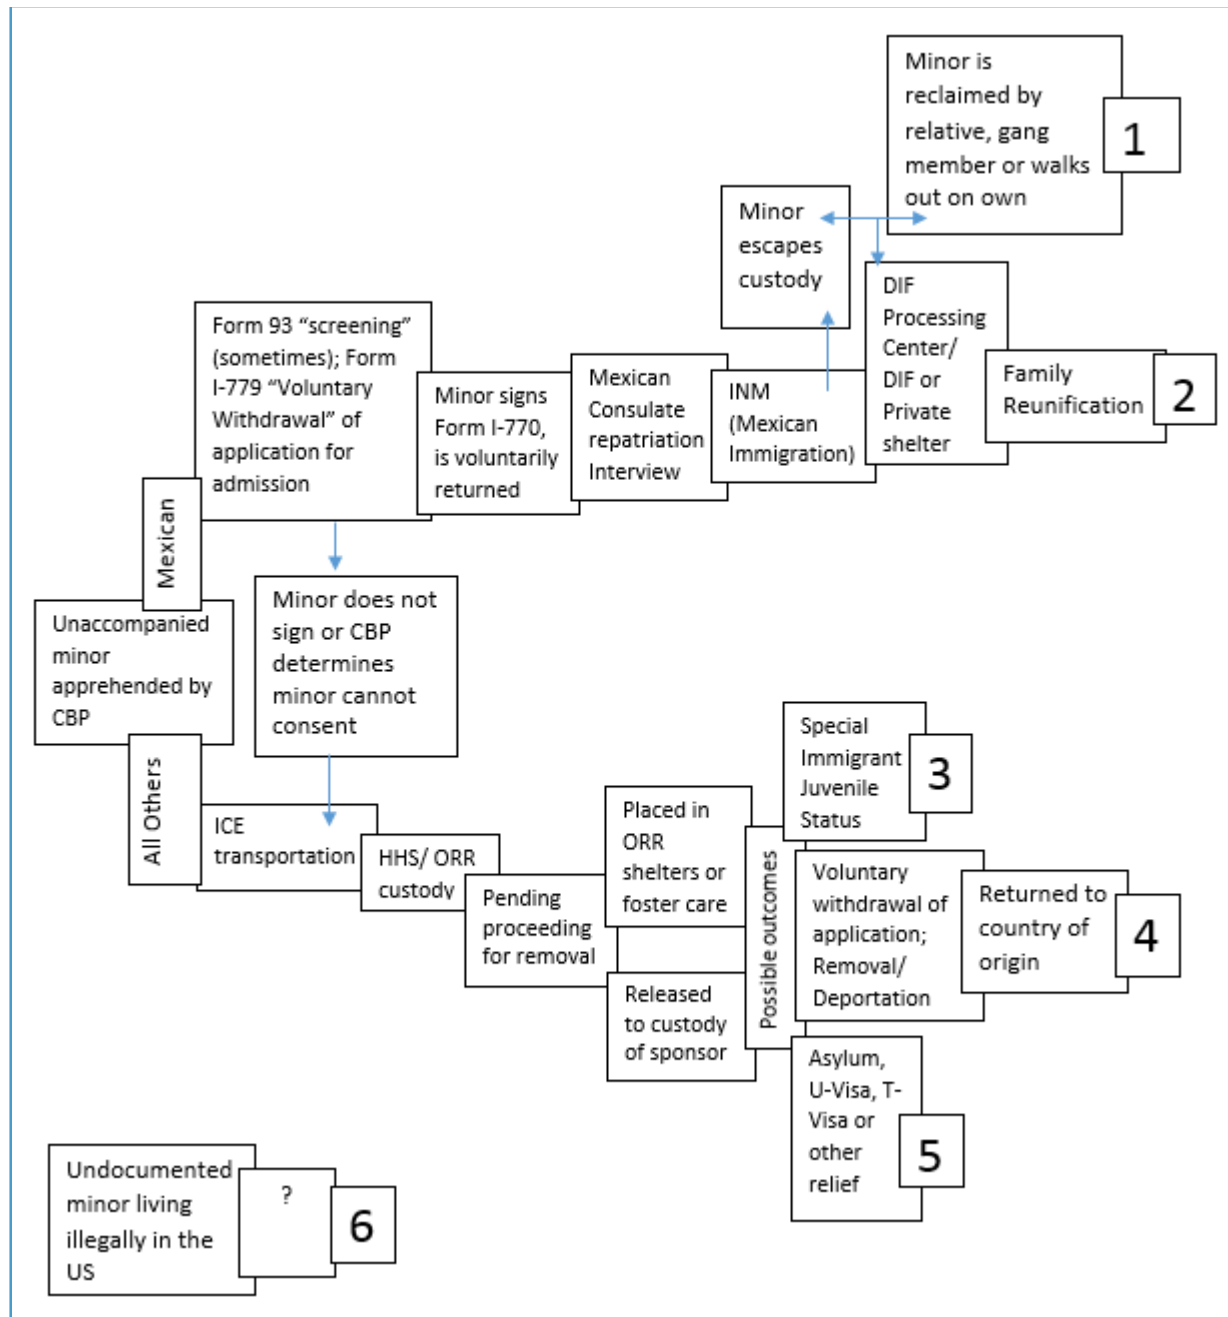 Minor is
reclaimed by
relative, gang
member or walks
out on own
1
Minor
escapes
custody
DIF
Processing
Center/
DIF or
Private
shelter
Family
Reunification
2
Form 93 “screening”
(sometimes); Form
I-779 “Voluntary
Withdrawal” of
application for
admission
Minor signs
Form I-770,
is voluntarily
returned
Mexican
Consulate
repatriation
Interview
INM
(Mexican
Immigration)
Mexican
Unaccompanied
minor
apprehended by
CBP
Minor does not
sign or CBP
determines
minor cannot
consent
All Others
ICE
transportation
HHS/ ORR
custody
Pending
proceeding
for removal
Placed in
ORR
shelters or
foster care
Released
to custody
of sponsor
Possible outcomes
Special
Immigrant
Juvenile
Status
3
Voluntary
withdrawal of
application;
Removal/
Deportation
Returned to
country of
origin
4
Asylum,
U-Visa, T-
Visa or
other
relief
5
Undocumented
minor living
illegally in the
US
?
6